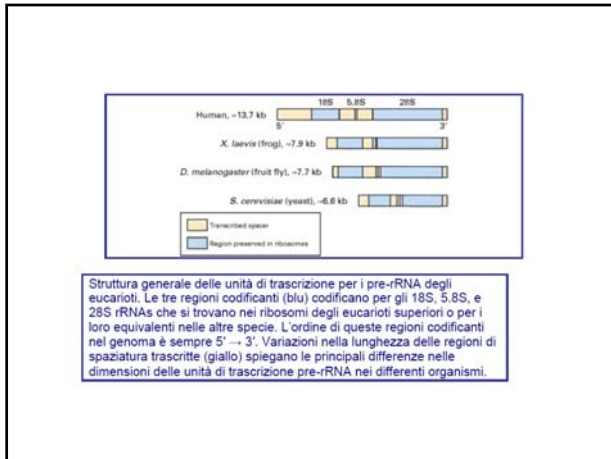 18S 5.8S 28S
Human, ~13.7 kb
5′ 3′
X. laevis (frog), ~7.9 kb
D. melanogaster (fruit fly), ~7.7 kb
S. cerevisiae (yeast), ~6.6 kb
Transcribed spacer
Region preserved in ribosomes
Struttura generale delle unità di trascrizione per i pre-rRNA degli
eucarioti. Le tre regioni codificanti (blu) codificano per gli 18S, 5.8S, e
28S rRNAs che si trovano nei ribosomi degli eucarioti superiori o per i
loro equivalenti nelle altre specie. L’ordine di queste regioni codificanti
nel genoma è sempre 5′ → 3′. Variazioni nella lunghezza delle regioni di
spaziatura trascritte (giallo) spiegano le principali differenze nelle
dimensioni delle unità di trascrizione pre-rRNA nei differenti organismi.